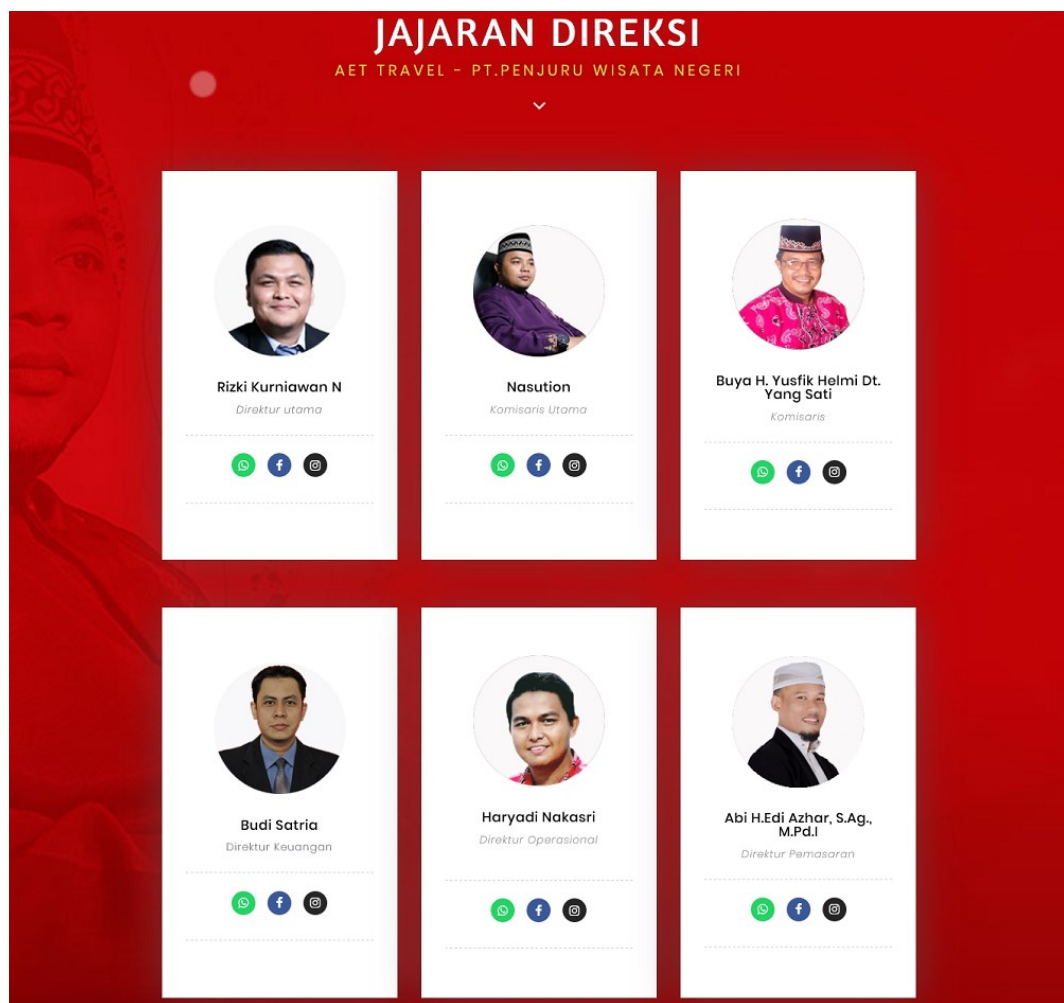 JAJARAN DIREKSI
AET TRAVEL - PT.PENJURU WISATA NEGERI
Rizki Kurniawan N
Direktur utama
Nasution
Komisaris Utama
Buya H. Yusfik Helmi Dt.
Yang Sati
Komisaris
Budi Satria
Direktur Keuangan
Haryadi Nakasri
Direktur Operasional
Abi H.Edi Azhar, S.Ag.,
M.Pd.I
Direktur Pemasaran